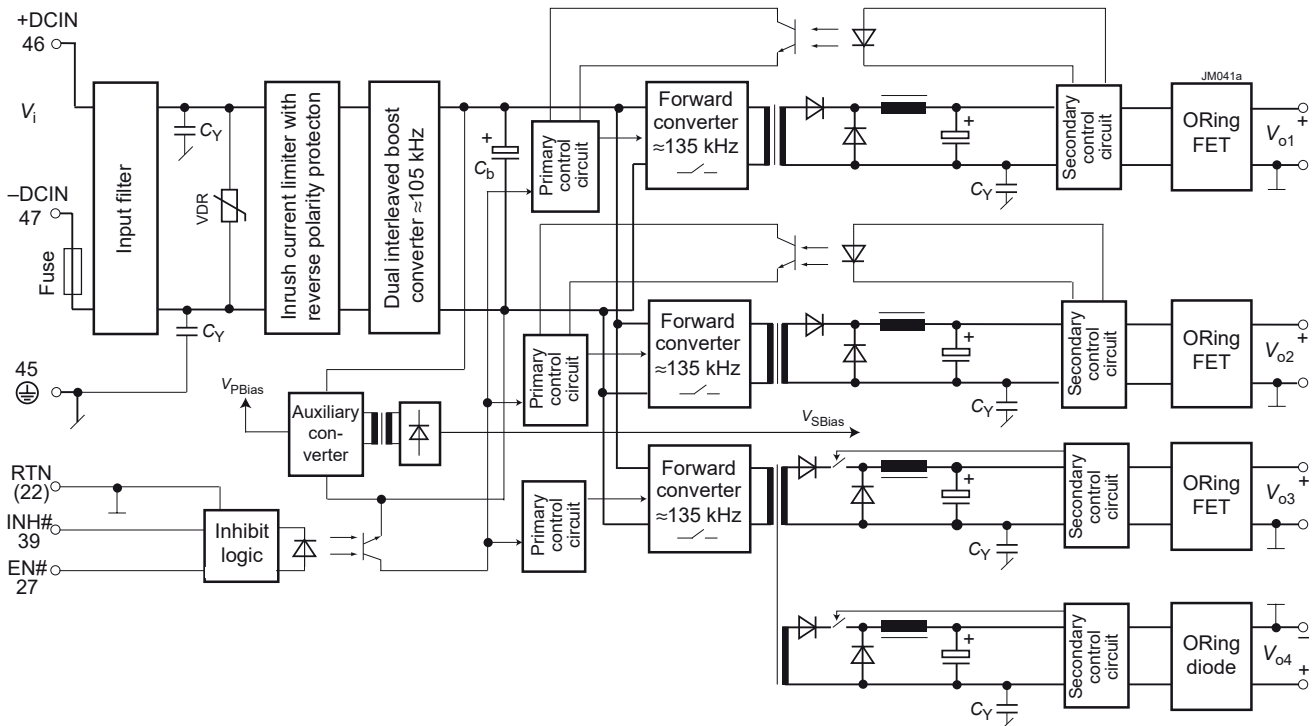 +DCIN
46
Vi
–DCIN
47
Fuse
45
Input filter
CY
VDR
CY
Inrush current limiter with
reverse polarity protecton
Dual interleaved boost
converter ≈105 kHz
+
Cb
Primary
control
circuit
Forward
converter
≈135 kHz
+
CY
Secondary
control
circuit
JM041a
ORing
FET
+
Vo1
–
Primary
control
circuit
Forward
converter
≈135 kHz
+
CY
Secondary
control
circuit
ORing
FET
+
Vo2
–
VPBias
Auxiliary
con-
verter
VSBias
RTN
(22)
INH#
39
EN#
27
Inhibit
logic
Primary
control
circuit
Forward
converter
≈135 kHz
+
CY
Secondary
control
circuit
ORing
FET
+
Vo3
–
+
CY
Secondary
control
circuit
ORing
diode
–
Vo4
+